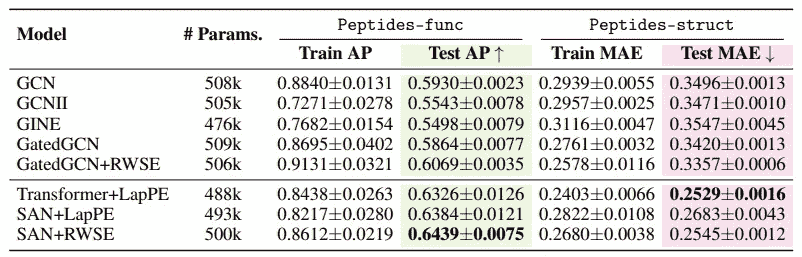 Model # Params. Peptides-func Peptides-struct
Train AP Test AP ↑ Train MAE Test MAE ↓
GCN 508k 0.8840±0.0131 0.5930±0.0023 0.2939±0.0055 0.3496±0.0013
GCNII 505k 0.7271±0.0278 0.5543±0.0078 0.2957±0.0025 0.3471±0.0010
GINE 476k 0.7682±0.0154 0.5498±0.0079 0.3116±0.0047 0.3547±0.0045
GatedGCN 509k 0.8695±0.0402 0.5864±0.0077 0.2761±0.0032 0.3420±0.0013
GatedGCN+RWSE 506k 0.9131±0.0321 0.6069±0.0035 0.2578±0.0116 0.3357±0.0006
Transformer+LapPE 488k 0.8438±0.0263 0.6326±0.0126 0.2403±0.0066 0.2529±0.0016
SAN+LapPE 493k 0.8217±0.0280 0.6384±0.0121 0.2822±0.0108 0.2683±0.0043
SAN+RWSE 500k 0.8612±0.0219 0.6439±0.0075 0.2680±0.0038 0.2545±0.0012